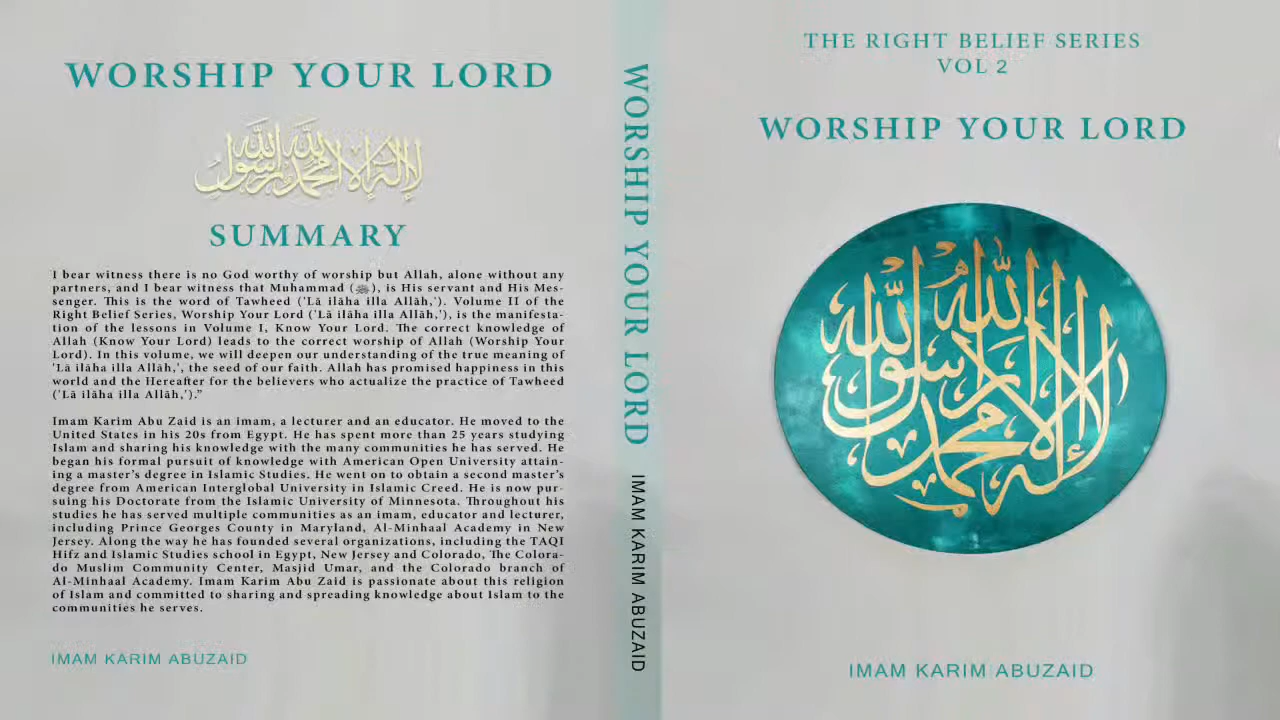 WORSHIP YOUR LORD
لا إله إلا الله محمد رسول الله
SUMMARY
I bear witness there is no God worthy of worship but Allah, alone without any
partners, and I bear witness that Muhammad (ﷺ), is His servant and His Mes-
senger. This is the word of Tawheed ('Lā ilāha illa Allāh,'). Volume II of the
Right Belief Series, Worship Your Lord ('Lā ilāha illa Allāh,'), is the manifesta-
tion of the lessons in Volume I, Know Your Lord. The correct knowledge of
Allah (Know Your Lord) leads to the correct worship of Allah (Worship Your
Lord). In this volume, we will deepen our understanding of the true meaning of
'Lā ilāha illa Allāh,', the seed of our faith. Allah has promised happiness in this
world and the Hereafter for the believers who actualize the practice of Tawheed
('Lā ilāha illa Allāh,').”
Imam Karim Abu Zaid is an imam, a lecturer and an educator. He moved to the
United States in his 20s from Egypt. He has spent more than 25 years studying
Islam and sharing his knowledge with the many communities he has served. He
began his formal pursuit of knowledge with American Open University attain-
ing a master’s degree in Islamic Studies. He went on to obtain a second master’s
degree from American Interglobal University in Islamic Creed. He is now pur-
suing his Doctorate from the Islamic University of Minnesota. Throughout his
studies he has served multiple communities as an imam, educator and lecturer,
including Prince Georges County in Maryland, Al-Minhaal Academy in New
Jersey. Along the way he has founded several organizations, including the TAQI
Hifz and Islamic Studies school in Egypt, New Jersey and Colorado, The Colora-
do Muslim Community Center, Masjid Umar, and the Colorado branch of
Al-Minhaal Academy. Imam Karim Abu Zaid is passionate about this religion
of Islam and committed to sharing and spreading knowledge about Islam to the
communities he serves.
IMAM KARIM ABUZAID
WORSHIP YOUR LORD
IMAM KARIM ABUZAID
THE RIGHT BELIEF SERIES
VOL 2
WORSHIP YOUR LORD
لا إله إلا الله محمد رسول الله
IMAM KARIM ABUZAID